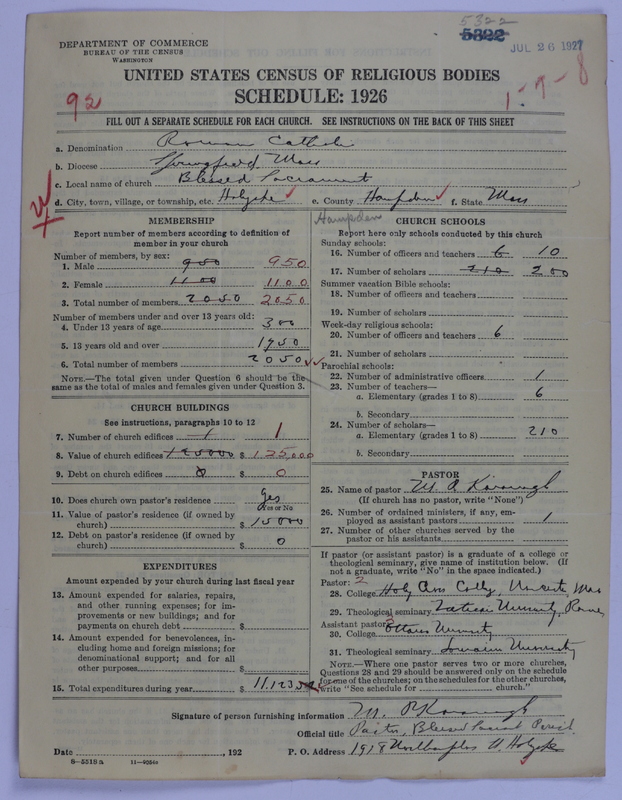 5322
5322
DEPARTMENT OF COMMERCE
BUREAU OF THE CENSUS
WASHINGTON
JUL 26 1927
UNITED STATES CENSUS OF RELIGIOUS BODIES
SCHEDULE: 1926
92
1-7-8
FILL OUT A SEPARATE SCHEDULE FOR EACH CHURCH. SEE INSTRUCTIONS ON THE BACK OF THIS SHEET
a. Denomination Roman Catholic
b. Diocese Springfield Mass
c. Local name of church Blessed Sacrament
d. City, town, village, or township, etc. Holyoke e. County Hampden f. State Mass
Hampden
MEMBERSHIP
Report number of members according to definition of member in your church
Number of members, by sex:
1. Male 950 950
2. Female 1100 1100
3. Total number of members 2050 2050
Number of members under and over 13 years old:
4. Under 13 years of age 300
5. 13 years old and over 1750
6. Total number of members 2050
NOTE.—The total given under Question 6 should be the same as the total of males and females given under Question 3.
CHURCH BUILDINGS
See instructions, paragraphs 10 to 12
7. Number of church edifices 1 1
8. Value of church edifices 125000 $ 125,000
9. Debt on church edifices 0 $ 0
10. Does church own pastor's residence yes
Yes or No
11. Value of pastor's residence (if owned by church) $ 15000
12. Debt on pastor's residence (if owned by church) $ 0
EXPENDITURES
Amount expended by your church during last fiscal year
13. Amount expended for salaries, repairs, and other running expenses; for improvements or new buildings; and for payments on church debt $
14. Amount expended for benevolences, including home and foreign missions; for denominational support; and for all other purposes $
15. Total expenditures during year $ 11,123
CHURCH SCHOOLS
Report here only schools conducted by this church
Sunday schools:
16. Number of officers and teachers 6 10
17. Number of scholars 210 200
Summer vacation Bible schools:
18. Number of officers and teachers
19. Number of scholars
Week-day religious schools:
20. Number of officers and teachers 6
21. Number of scholars
Parochial schools:
22. Number of administrative officers 1
23. Number of teachers—
a. Elementary (grades 1 to 8) 6
b. Secondary
24. Number of scholars—
a. Elementary (grades 1 to 8) 210
b. Secondary
PASTOR
25. Name of pastor
(If church has no pastor, write "None")
26. Number of ordained ministers, if any, employed as assistant pastors 1
27. Number of other churches served by the pastor or his assistants
If pastor (or assistant pastor) is a graduate of a college or theological seminary, give name of institution below. (If not a graduate, write "No" in the space indicated.)
Pastor: 2
28. College Holy Cross College, Worcester, Mass
29. Theological seminary University, Rome
Assistant pastor:
30. College Ottawa University
31. Theological seminary University
NOTE.—Where one pastor serves two or more churches, Questions 28 and 29 should be answered only on the schedule for one of the churches; on the schedules for the other churches, write "See schedule for church."
Signature of person furnishing information
Official title Pastor, Blessed Sacrament Parish
Date , 192 P. O. Address 1918 Northampton St. Holyoke
8-5518 a 11-4054